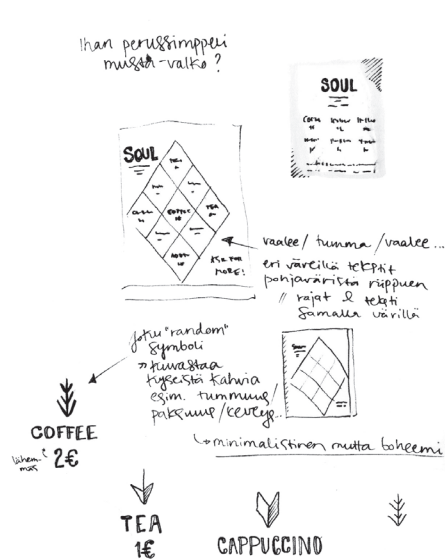 Ihan perussimppeli
musta-valko?
SOUL
SOUL
COFFEE
TEA
ASK FOR
MORE!
vaalee / tumma / vaalee...
eri väreillä tekstit
pohjaväristä riippuen
// rajat & teksti
samalla värillä
joku "random"
symboli
» kuvastaa
kyseistä kahvia
esim. tummuus/
paksuus/keveys...
SOUL
↳ minimalistinen mutta boheemi
COFFEE
2€
TEA
1€
CAPPUCCINO